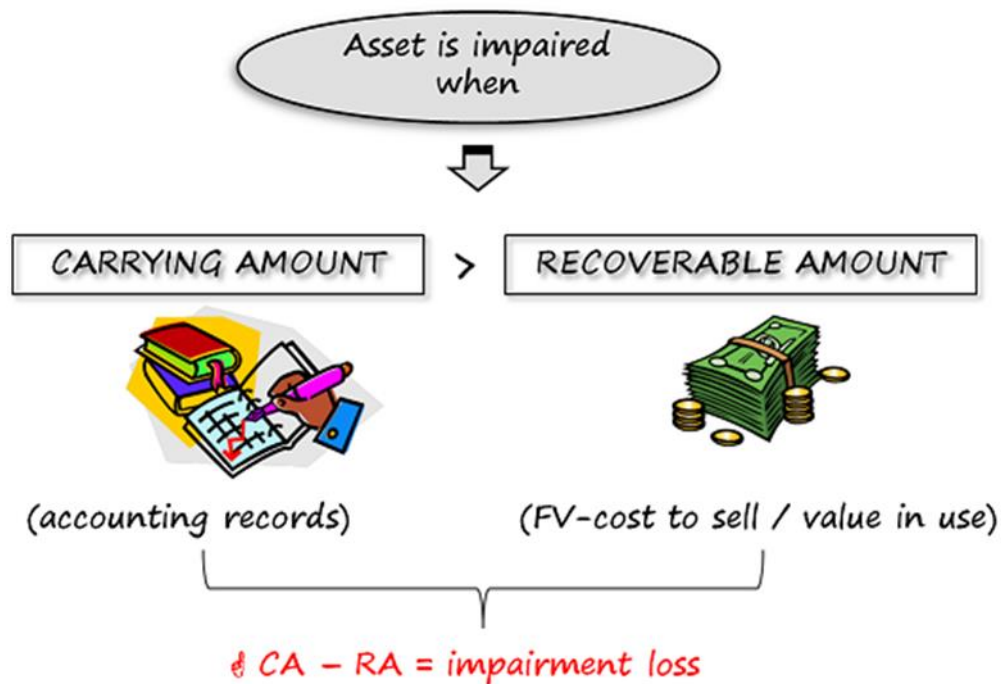 Asset is impaired
when
CARRYING AMOUNT > RECOVERABLE AMOUNT
(accounting records) (FV-cost to sell / value in use)
CA – RA = impairment loss